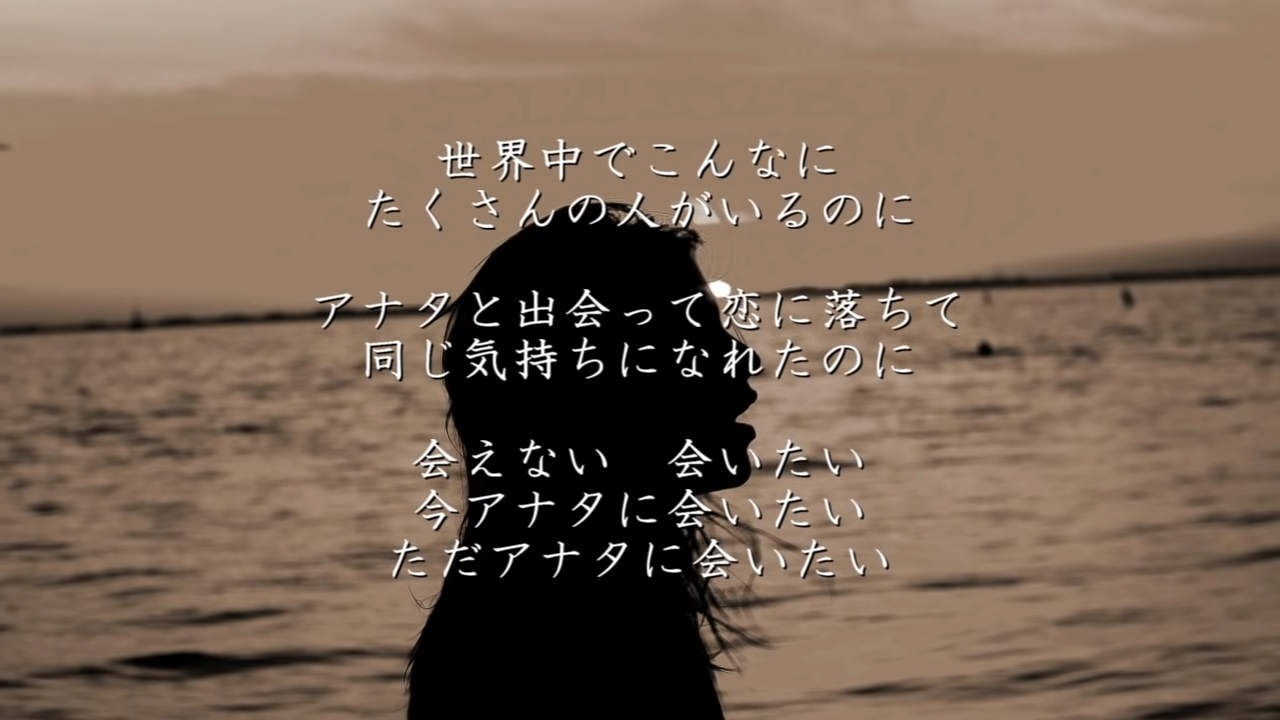 世界中でこんなに
たくさんの人がいるのに
アナタと出会って恋に落ちて
同じ気持ちになれたのに
会えない　会いたい
今アナタに会いたい
ただアナタに会いたい